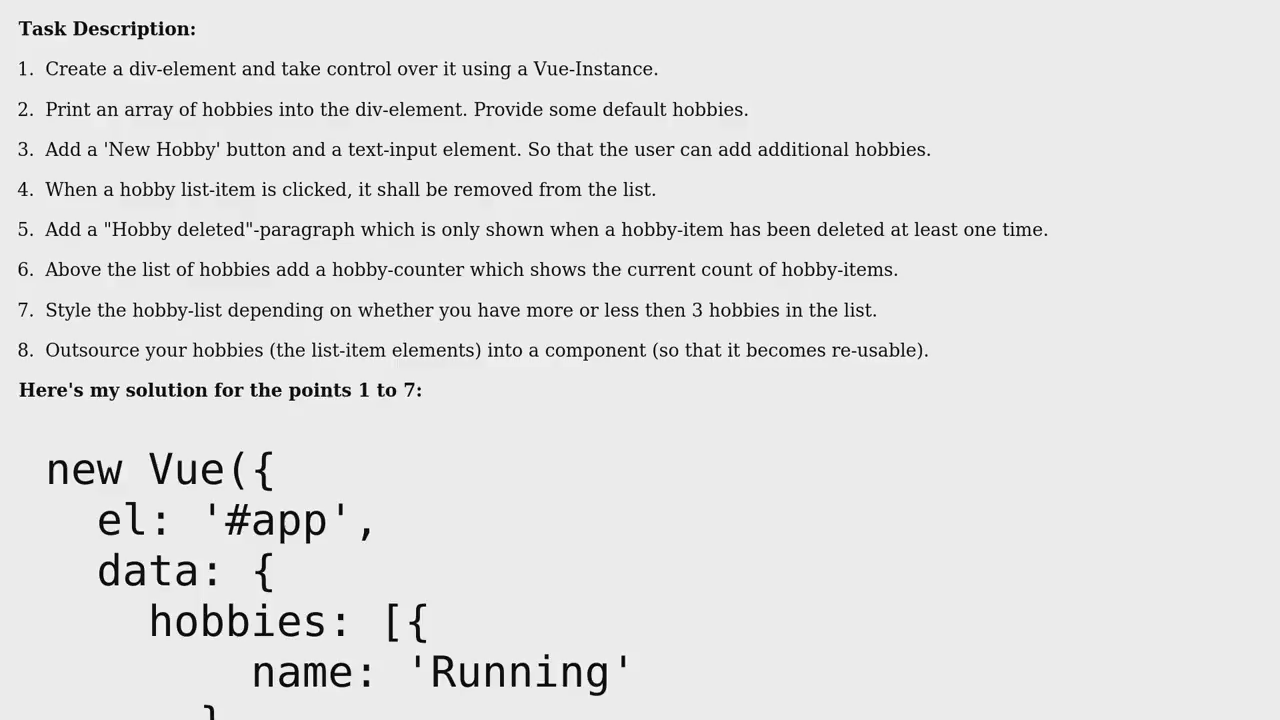 Task Description:
1. Create a div-element and take control over it using a Vue-Instance.
2. Print an array of hobbies into the div-element. Provide some default hobbies.
3. Add a 'New Hobby' button and a text-input element. So that the user can add additional hobbies.
4. When a hobby list-item is clicked, it shall be removed from the list.
5. Add a "Hobby deleted"-paragraph which is only shown when a hobby-item has been deleted at least one time.
6. Above the list of hobbies add a hobby-counter which shows the current count of hobby-items.
7. Style the hobby-list depending on whether you have more or less then 3 hobbies in the list.
8. Outsource your hobbies (the list-item elements) into a component (so that it becomes re-usable).
Here's my solution for the points 1 to 7:
new Vue({
  el: '#app',
  data: {
    hobbies: [{
        name: 'Running'
      }